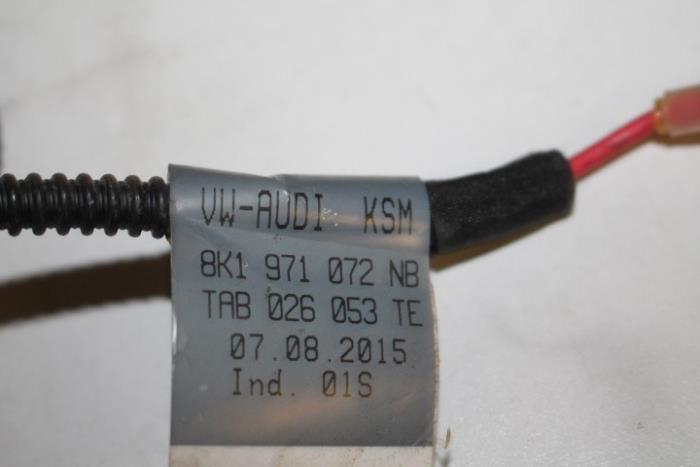 VW-AUDI KSM
8K1 971 072 NB
TAB 026 053 TE
07.08.2015
Ind. 01S